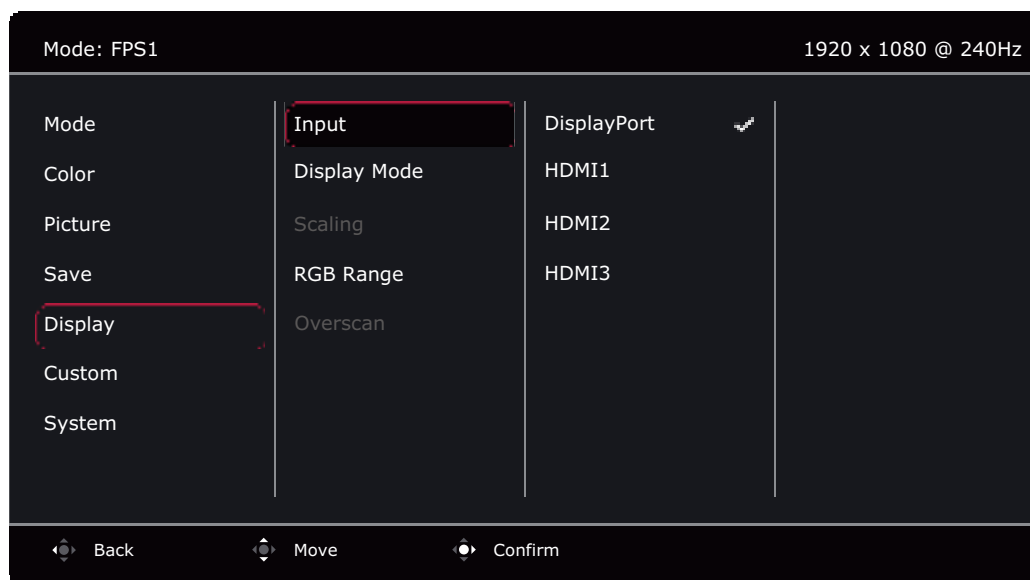 Mode: FPS1 1920 x 1080 @ 240Hz
Mode
Color
Picture
Save
Display
Custom
System
Input
Display Mode
Scaling
RGB Range
Overscan
DisplayPort
HDMI1
HDMI2
HDMI3
Back Move Confirm